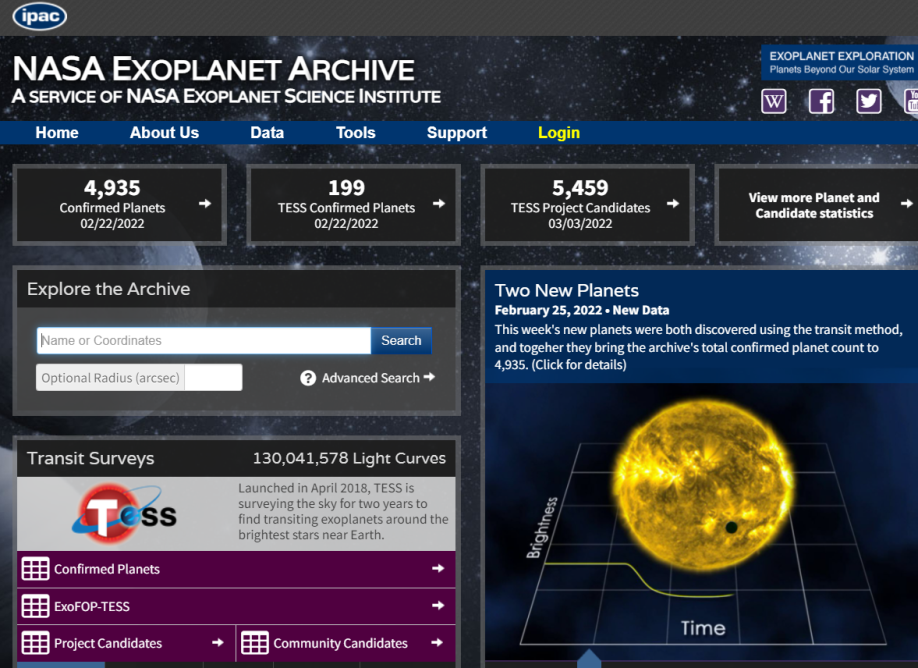 ipac
NASA EXOPLANET ARCHIVE
A SERVICE OF NASA EXOPLANET SCIENCE INSTITUTE
EXOPLANET EXPLORATION
Planets Beyond Our Solar System
W
f
You
Home
About Us
Data
Tools
Support
Login
4,935
Confirmed Planets
02/22/2022
199
TESS Confirmed Planets
02/22/2022
5,459
TESS Project Candidates
03/03/2022
View more Planet and
Candidate statistics
Explore the Archive
Name or Coordinates
Search
Optional Radius (arcsec)
? Advanced Search
Transit Surveys
130,041,578 Light Curves
Tess
Launched in April 2018, TESS is
surveying the sky for two years to
find transiting exoplanets around the
brightest stars near Earth.
Confirmed Planets
ExoFOP-TESS
Project Candidates
Community Candidates
Two New Planets
February 25, 2022 • New Data
This week's new planets were both discovered using the transit method,
and togeher they bring the archive's total confirmed planet count to
4,935. (Click for details)
Brightness
Time